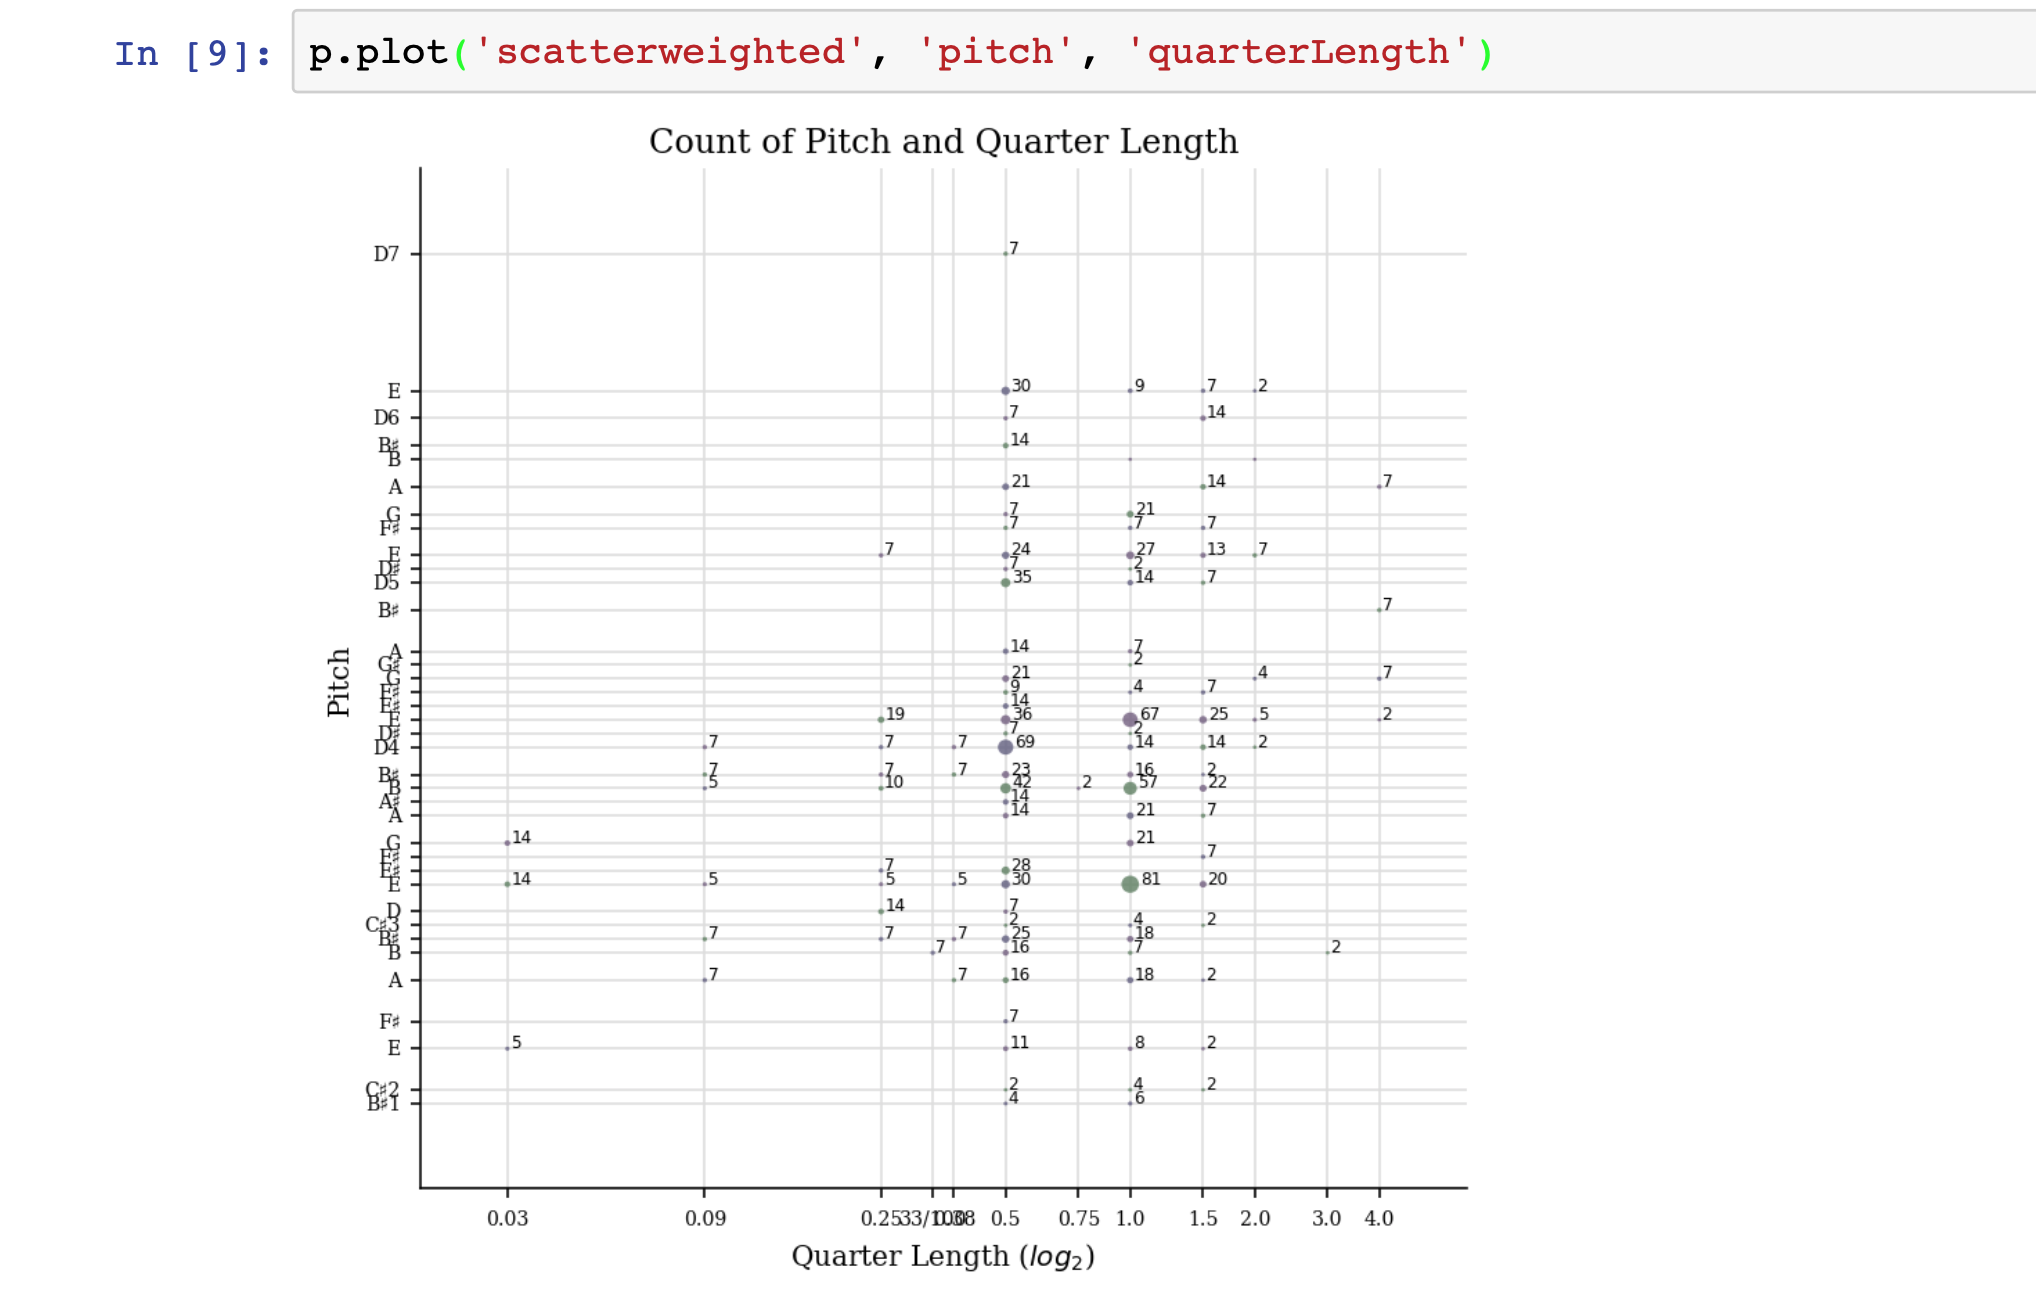 In [9]: p.plot('scatterweighted', 'pitch', 'quarterLength')
Count of Pitch and Quarter Length
D7 7
E 30 9 7 2
D6 7 14
B♯ 14
B
A 21 14 7
G 7 21
F♯ 7 7 7
E 7 24 27 13 7
D♯ 7 2
D5 35 14 7
B♯ 7
A 14 7
G♯ 2
G 21 4 7
F♯ 9 4 7
E♯ 14
E 19 36 67 25 5 2
D♯ 7 2
D4 7 7 7 69 14 14 2
B♯ 7 7 7 23 16 2
B 5 10 42 2 57 22
A♯ 14
A 14 21 7
G 14 21
F♯ 7
E♯ 7 28
E 14 5 5 5 30 81 20
D 14 7
C♯3 2 4 2
B♯ 7 7 7 25 18
B 7 16 7 2
A 7 7 16 18 2
F♯ 7
E 5 11 8 2
C♯2 2 4 2
B♯1 4 6
Pitch
0.03 0.09 0.25 0.5 0.75 1.0 1.5 2.0 3.0 4.0
Quarter Length (log₂)